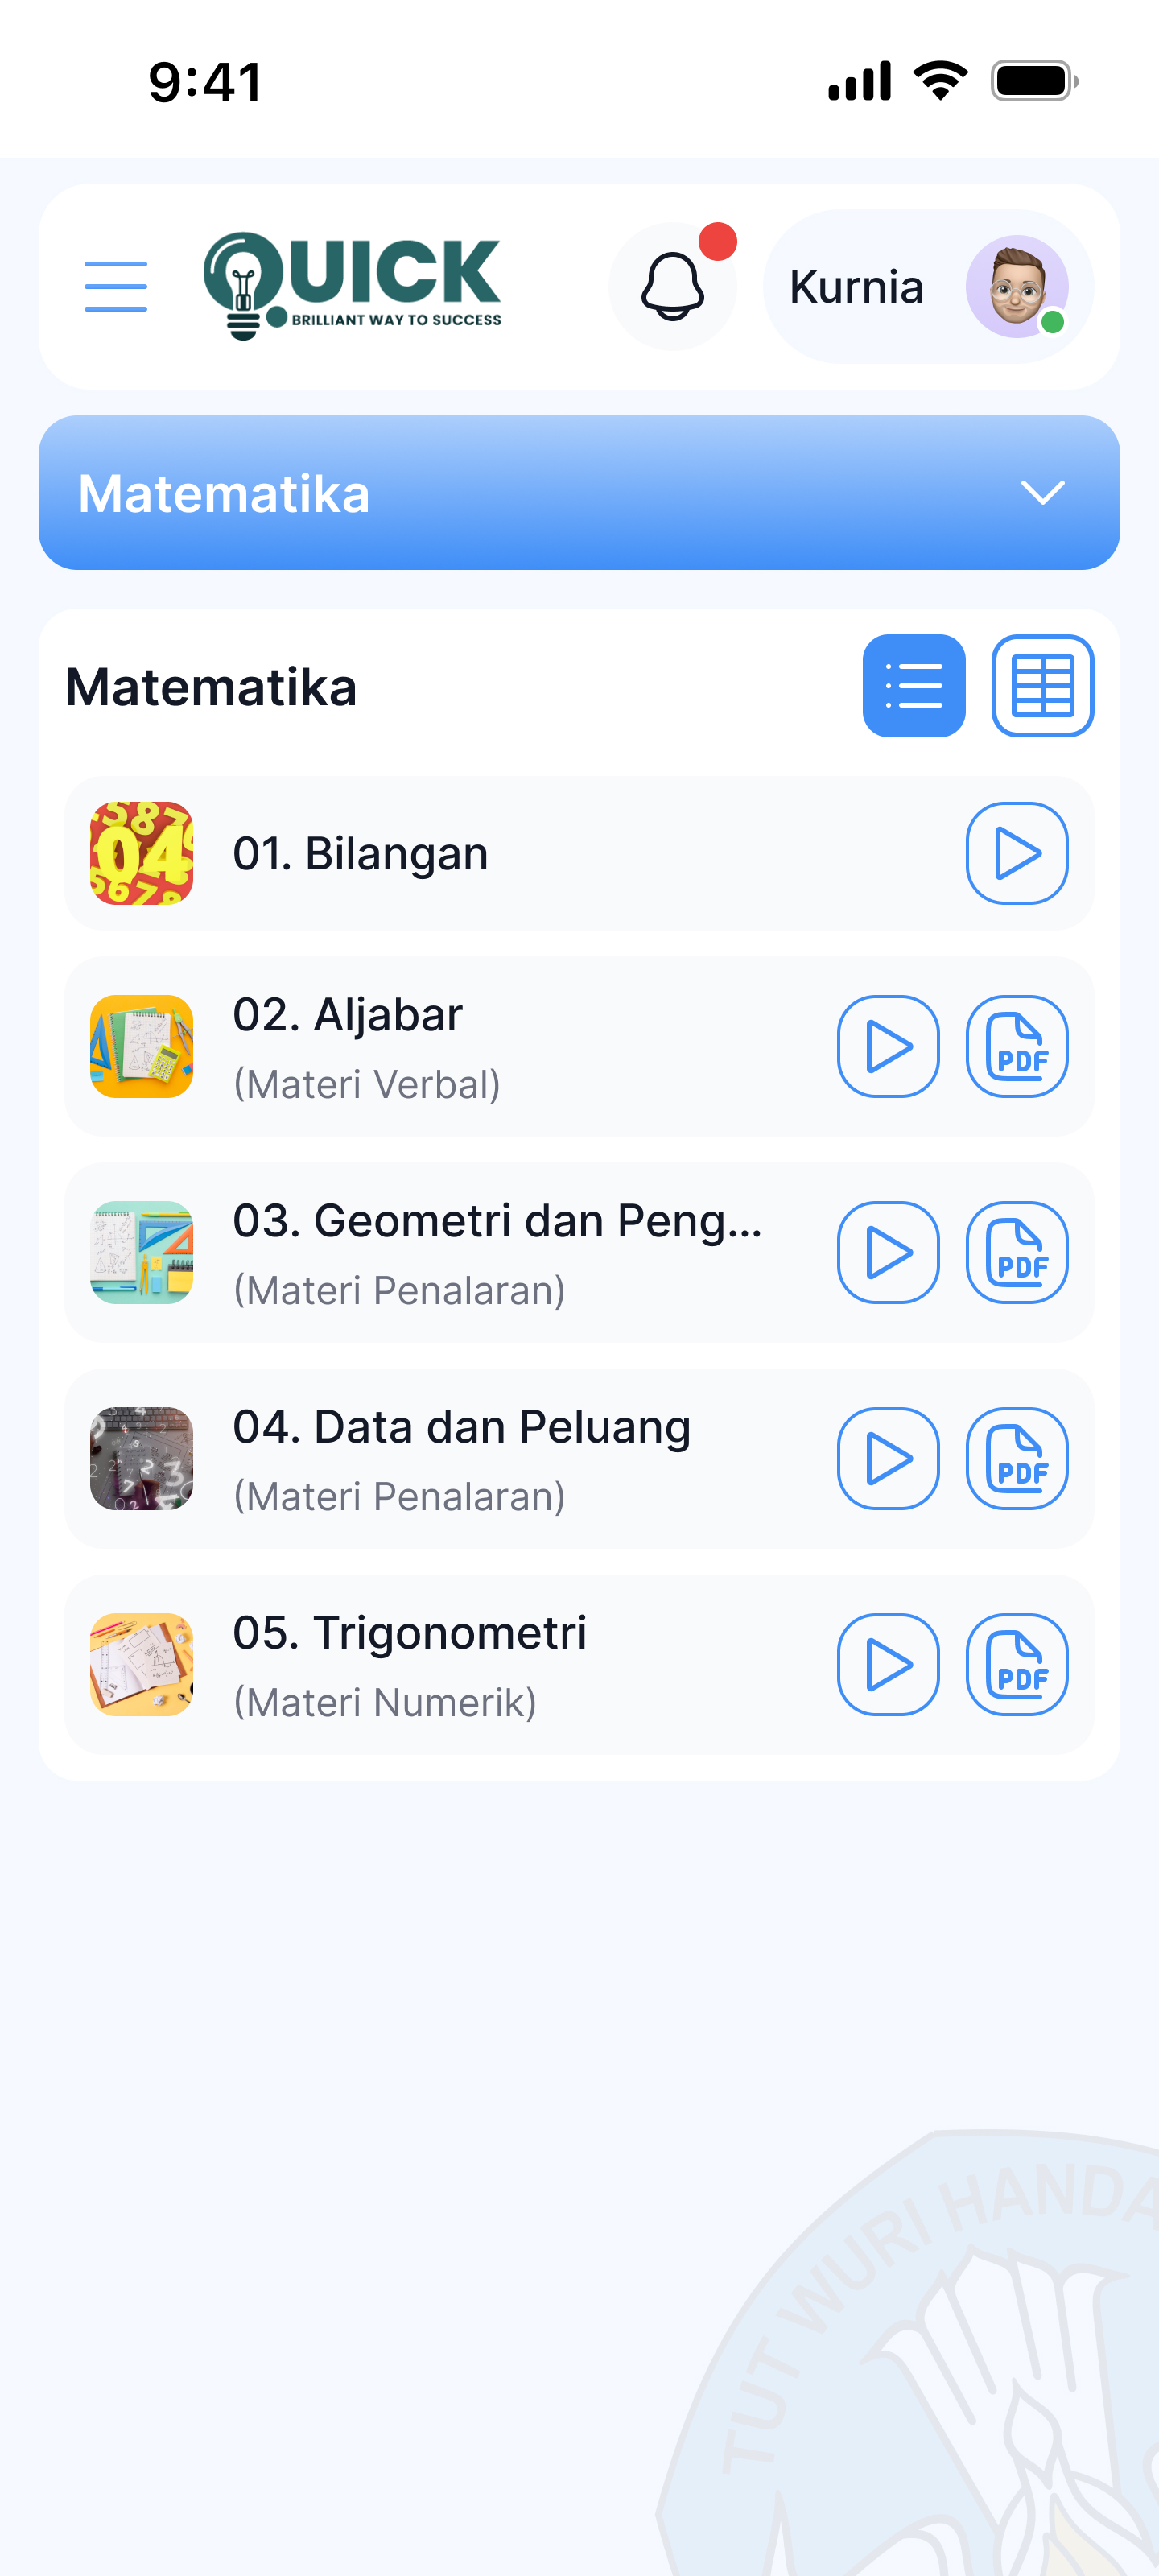 9:41
QUICK
BRILLIANT WAY TO SUCCESS
Kurnia
Matematika
Matematika
01. Bilangan
02. Aljabar
(Materi Verbal)
PDF
03. Geometri dan Peng...
(Materi Penalaran)
PDF
04. Data dan Peluang
(Materi Penalaran)
PDF
05. Trigonometri
(Materi Numerik)
PDF
TUT WURI HANDA